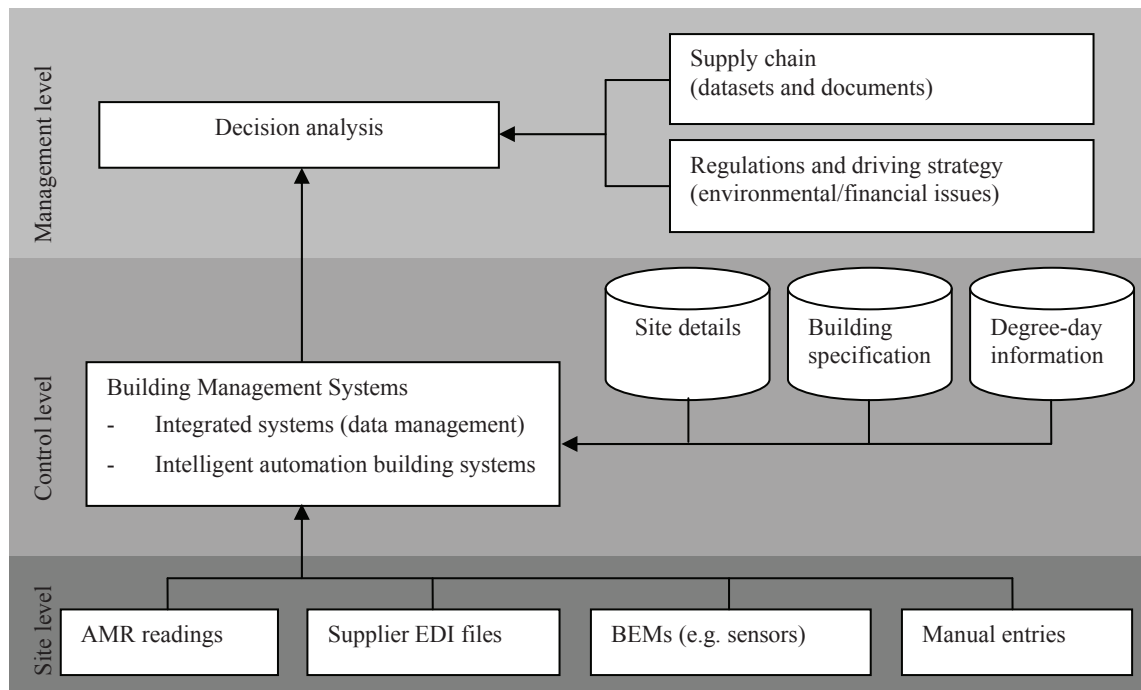 Management level
Supply chain
(datasets and documents)
Decision analysis
Regulations and driving strategy
(environmental/financial issues)
Control level
Site details
Building
specification
Degree-day
information
Building Management Systems
- Integrated systems (data management)
- Intelligent automation building systems
Site level
AMR readings
Supplier EDI files
BEMs (e.g. sensors)
Manual entries